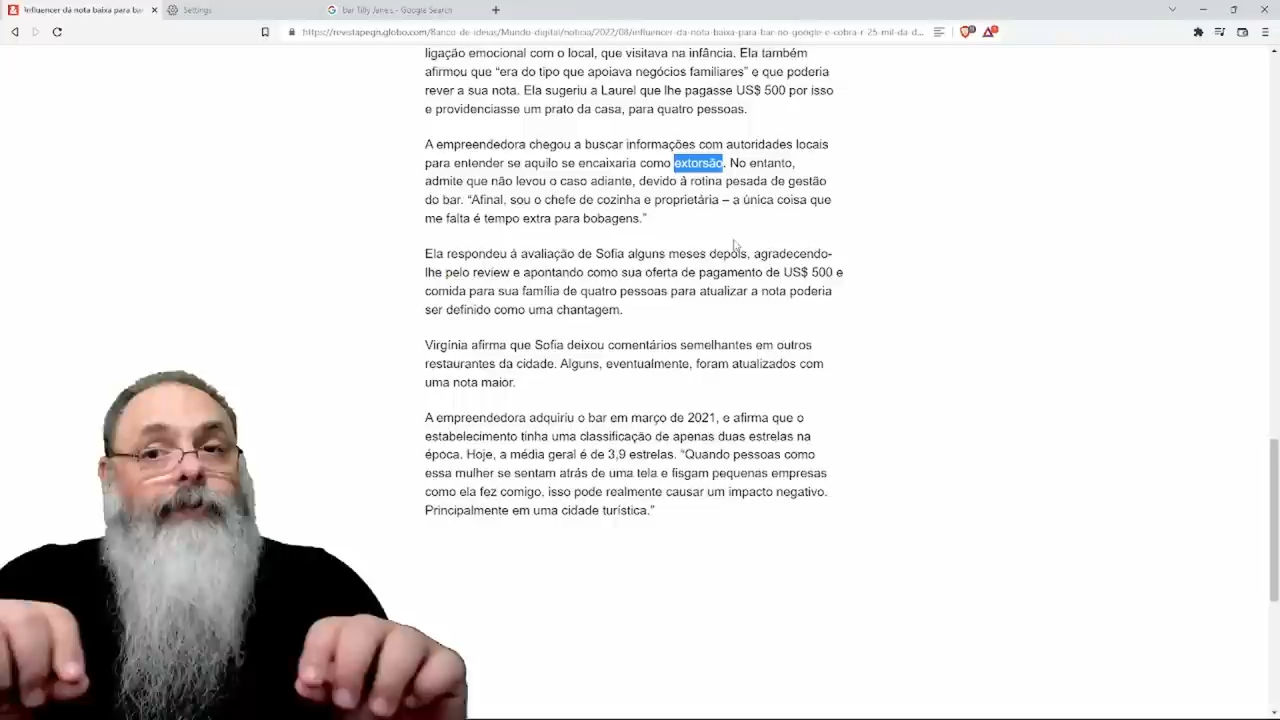 Influencer dá nota baixa para bar
Settings
bar Tilly Jane's - Google Search
https://revistapegn.globo.com/Banco-de-ideias/Mundo-digital/noticia/2022/08/influencer-da-nota-baixa-para-bar-no-google-e-cobra-r-25-mil-da-d...
ligação emocional com o local, que visitava na infância. Ela também
afirmou que “era do tipo que apoiava negócios familiares” e que poderia
rever a sua nota. Ela sugeriu a Laurel que lhe pagasse US$ 500 por isso
e providenciasse um prato da casa, para quatro pessoas.
A empreendedora chegou a buscar informações com autoridades locais
para entender se aquilo se encaixaria como extorsão. No entanto,
admite que não levou o caso adiante, devido à rotina pesada de gestão
do bar. “Afinal, sou o chefe de cozinha e proprietária – a única coisa que
me falta é tempo extra para bobagens.”
Ela respondeu à avaliação de Sofia alguns meses depois, agradecendo-
lhe pelo review e apontando como sua oferta de pagamento de US$ 500 e
comida para sua família de quatro pessoas para atualizar a nota poderia
ser definido como uma chantagem.
Virgínia afirma que Sofia deixou comentários semelhantes em outros
restaurantes da cidade. Alguns, eventualmente, foram atualizados com
uma nota maior.
A empreendedora adquiriu o bar em março de 2021, e afirma que o
estabelecimento tinha uma classificação de apenas duas estrelas na
época. Hoje, a média geral é de 3,9 estrelas. “Quando pessoas como
essa mulher se sentam atrás de uma tela e fisgam pequenas empresas
como ela fez comigo, isso pode realmente causar um impacto negativo.
Principalmente em uma cidade turística.”